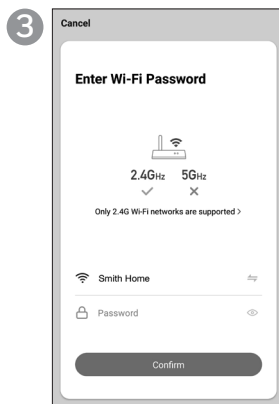 3
Cancel
Enter Wi-Fi Password
2.4GHz 5GHz
Only 2.4G Wi-Fi networks are supported >
Smith Home
Password
Confirm